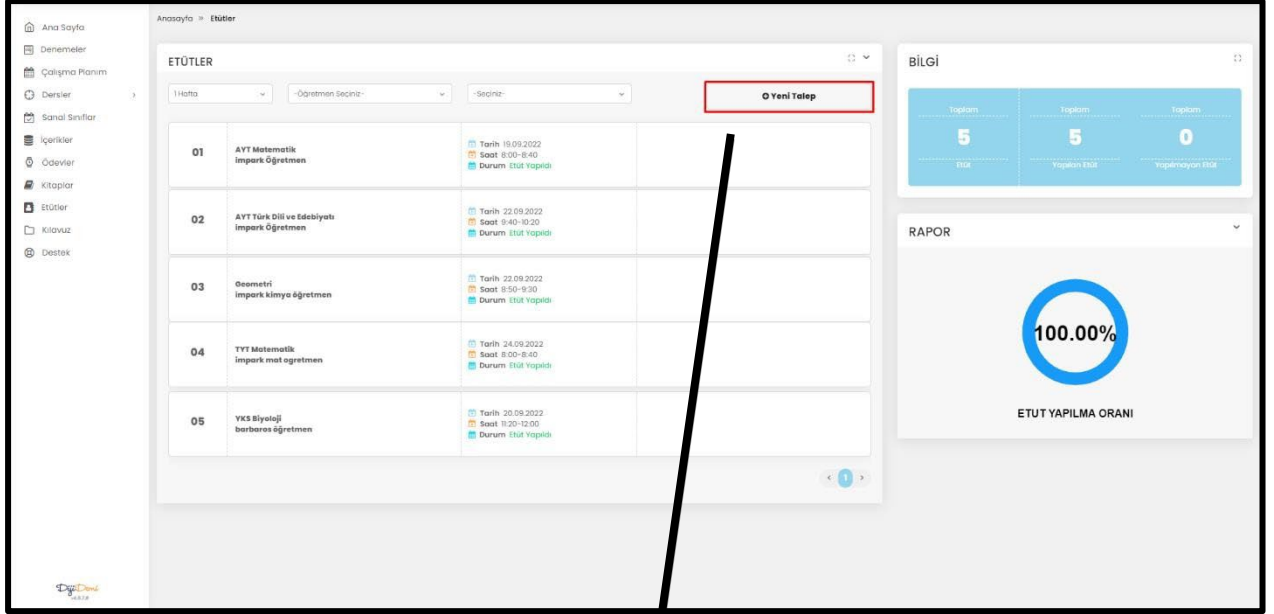 Ana Sayfa
Denemeler
Çalışma Planım
Dersler
Sanal Sınıflar
İçerikler
Ödevler
Kitaplar
Etütler
Kılavuz
Destek
DijiDemi
Anasayfa » Etütler
ETÜTLER
1 Hafta
-Öğretmen Seçiniz-
-Seçiniz-
Yeni Talep
01
AYT Matematik
impark Öğretmen
Tarih 19.09.2022
Saat 8:00-8:40
Durum Etüt Yapıldı
02
AYT Türk Dili ve Edebiyatı
impark Öğretmen
Tarih 22.09.2022
Saat 9:40-10:20
Durum Etüt Yapıldı
03
Geometri
impark kimya öğretmen
Tarih 22.09.2022
Saat 8:50-9:30
Durum Etüt Yapıldı
04
TYT Matematik
impark mat ogretmen
Tarih 24.09.2022
Saat 8:00-8:40
Durum Etüt Yapıldı
05
YKS Biyoloji
barbaros öğretmen
Tarih 20.09.2022
Saat 11:20-12:00
Durum Etüt Yapıldı
1
BİLGİ
Toplam
5
Etüt
Toplam
5
Yapılan Etüt
Toplam
0
Yapılmayan Etüt
RAPOR
100.00%
ETUT YAPILMA ORANI